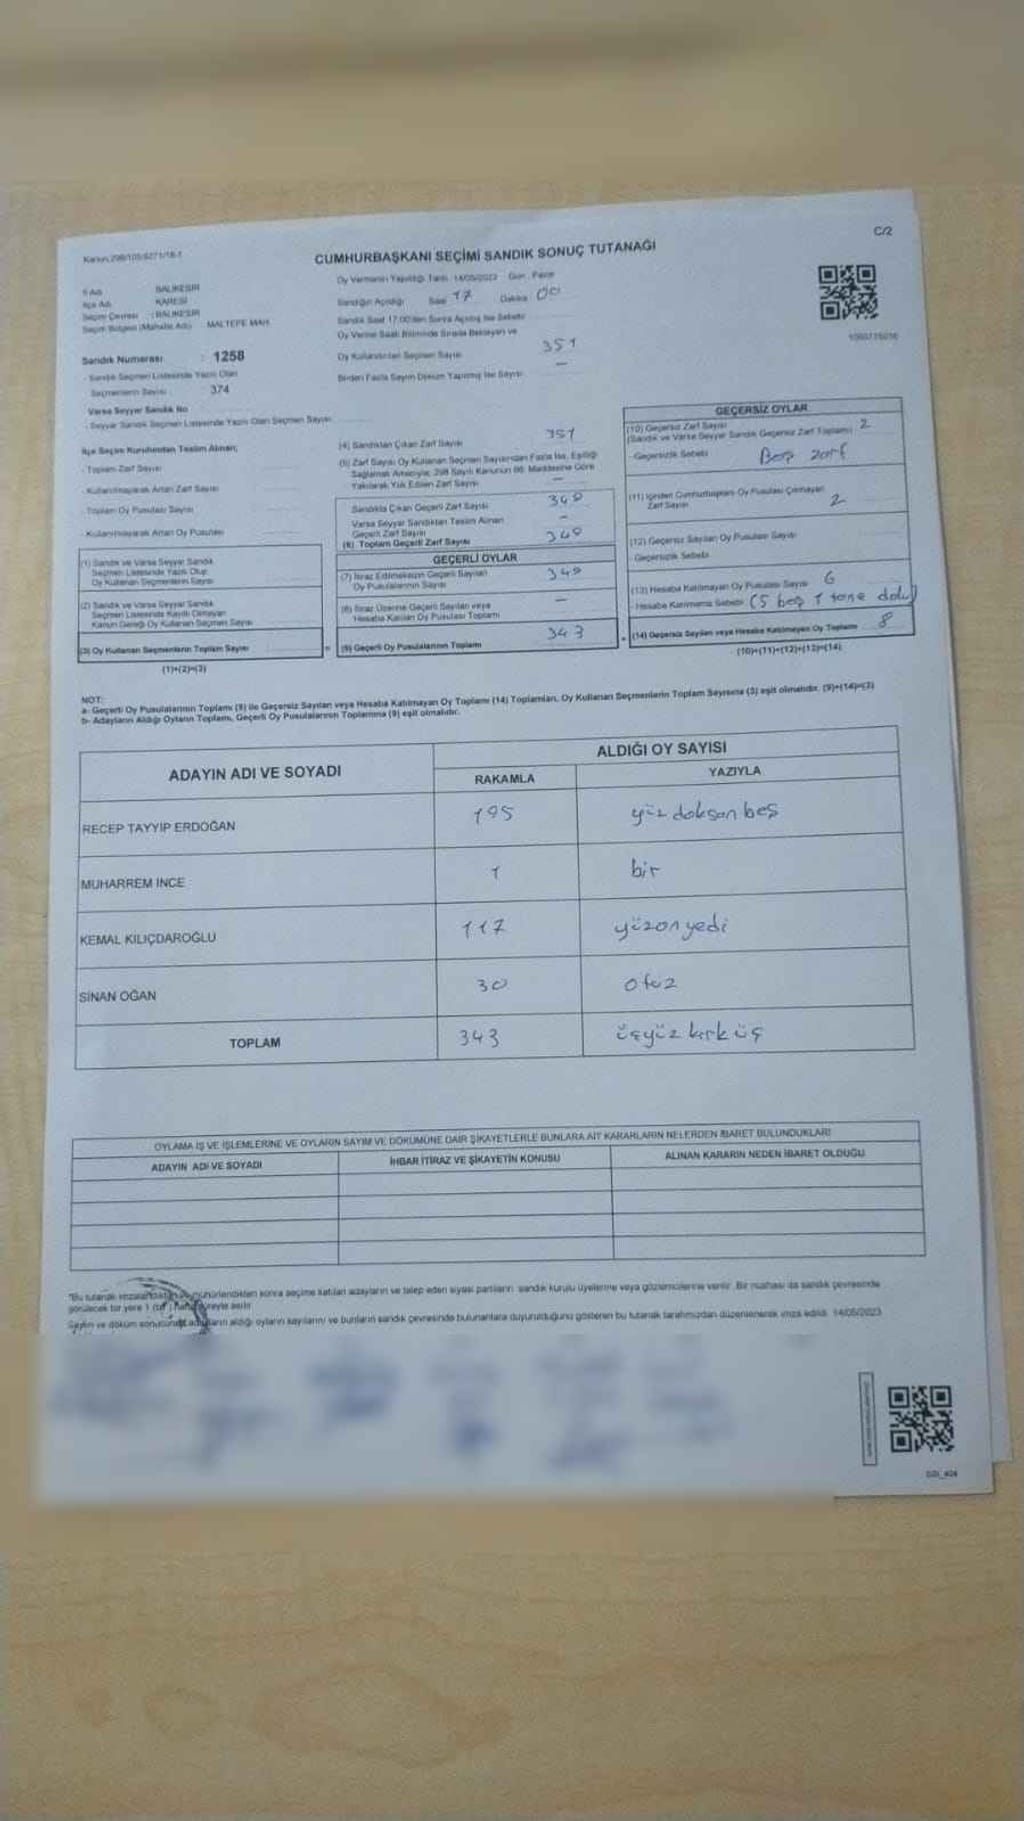 C/2
CUMHURBAŞKANI SEÇİMİ SANDIK SONUÇ TUTANAĞI
Oy Vermenin Yapıldığı Tarih : 14/05/2023 Gün : Pazar
İl Adı BALIKESİR
İlçe Adı KARESİ
Seçim Çevresi : BALIKESİR
Seçim Bölgesi (Mahalle Adı) MALTEPE MAH.
Sandık Numarası : 1258
Sandık Seçmen Listesinde Yazılı Olan
Seçmenlerin Sayısı : 374
Varsa Seyyar Sandık No
Seyyar Sandık Seçmen Listesinde Yazılı Olan Seçmen Sayısı
Sandığın Açıldığı Saat 17 Dakika 00
Sandık Saat 17.00'den Sonra Açılmış İse Sebebi
Oy Verme Saati Bitiminde Sırada Bekleyen ve
Oy Kullanan Seçmen Sayısı 351
Birden Fazla Sayım Döküm Yapılmış İse Sayısı —
İlçe Seçim Kurulundan Teslim Alınan;
- Toplam Zarf Sayısı
- Kullanılmayarak Artan Zarf Sayısı
- Toplam Oy Pusulası Sayısı
- Kullanılmayarak Artan Oy Pusulası
(1) Sandık ve Varsa Seyyar Sandık
Seçmen Listesinde Yazılı Olup
Oy Kullanan Seçmenlerin Sayısı
(2) Sandık ve Varsa Seyyar Sandık
Seçmen Listesinde Kayıtlı Olmayan
Kanun Gereği Oy Kullanan Seçmen Sayısı
(3) Oy Kullanan Seçmenlerin Toplam Sayısı
(1)+(2)=(3)
(4) Sandıktan Çıkan Zarf Sayısı 351
(5) Zarf Sayısı Oy Kullanan Seçmen Sayısından Fazla İse, Eşitliği
Sağlamak Amacıyla, 298 Sayılı Kanunun 98. Maddesine Göre
Yakılarak Yok Edilen Zarf Sayısı —
Sandıkta Çıkan Geçerli Zarf Sayısı
Varsa Seyyar Sandıktan Teslim Alınan
Geçerli Zarf Sayısı —
(6) Toplam Geçerli Zarf Sayısı
GEÇERLİ OYLAR
(7) İtiraz Edilmeksizin Geçerli Sayılan
Oy Pusulalarının Sayısı
(8) İtiraz Üzerine Geçerli Sayılan veya
Hesaba Katılan Oy Pusulası Toplamı —
(9) Geçerli Oy Pusulalarının Toplamı 343
GEÇERSİZ OYLAR
(10) Geçersiz Zarf Sayısı 2
(Sandık ve Varsa Seyyar Sandık Geçersiz Zarf Toplamı)
Geçersizlik Sebebi Boş zarf
(11) İçinden Cumhurbaşkanı Oy Pusulası Çıkmayan
Zarf Sayısı 2
(12) Geçersiz Sayılan Oy Pusulası Sayısı
Geçersizlik Sebebi
(13) Hesaba Katılmayan Oy Pusulası Sayısı 6
Hesaba Katılmama Sebebi (5 boş 1 tane dolu)
(14) Geçersiz Sayılan veya Hesaba Katılmayan Oy Toplamı 8
(10)+(11)+(12)+(13)=(14)
NOT:
a- Geçerli Oy Pusulalarının Toplamı (9) ile Geçersiz Sayılan veya Hesaba Katılmayan Oy Toplamı (14) Toplamları, Oy Kullanan Seçmenlerin Toplam Sayısına (3) eşit olmalıdır. (9)+(14)=(3)
b- Adayların Aldığı Oyların Toplamı, Geçerli Oy Pusulalarının Toplamına (9) eşit olmalıdır.
ADAYIN ADI VE SOYADI
ALDIĞI OY SAYISI
RAKAMLA YAZIYLA
RECEP TAYYİP ERDOĞAN 195 yüz doksan beş
MUHARREM İNCE 1 bir
KEMAL KILIÇDAROĞLU 117 yüzonyedi
SİNAN OĞAN 30 otuz
TOPLAM 343 üçyüz kırk üç
OYLAMA İŞ VE İŞLEMLERİNE VE OYLARIN SAYIM VE DÖKÜMÜNE DAİR ŞİKAYETLERLE BUNLARA AİT KARARLARIN NELERDEN İBARET BULUNDUKLARI
ADAYIN ADI VE SOYADI İHBAR İTİRAZ VE ŞİKAYETİN KONUSU ALINAN KARARIN NEDEN İBARET OLDUĞU
"Bu tutanak imzalandıktan mühürlendikten sonra seçime katılan adayların ve talep eden siyasi partilerin sandık kurulu üyelerine veya gözlemcilerine verilir. Bir nüshası da sandık çevresinde
görülecek bir yere 1 hafta süreyle asılır.
Sayım ve döküm sonucunda adayların aldığı oyların sayılarını ve bunların sandık çevresinde bulunanlara duyurulduğunu gösteren bu tutanak tarafımızdan düzenlenerek imza edildi. 14/05/2023